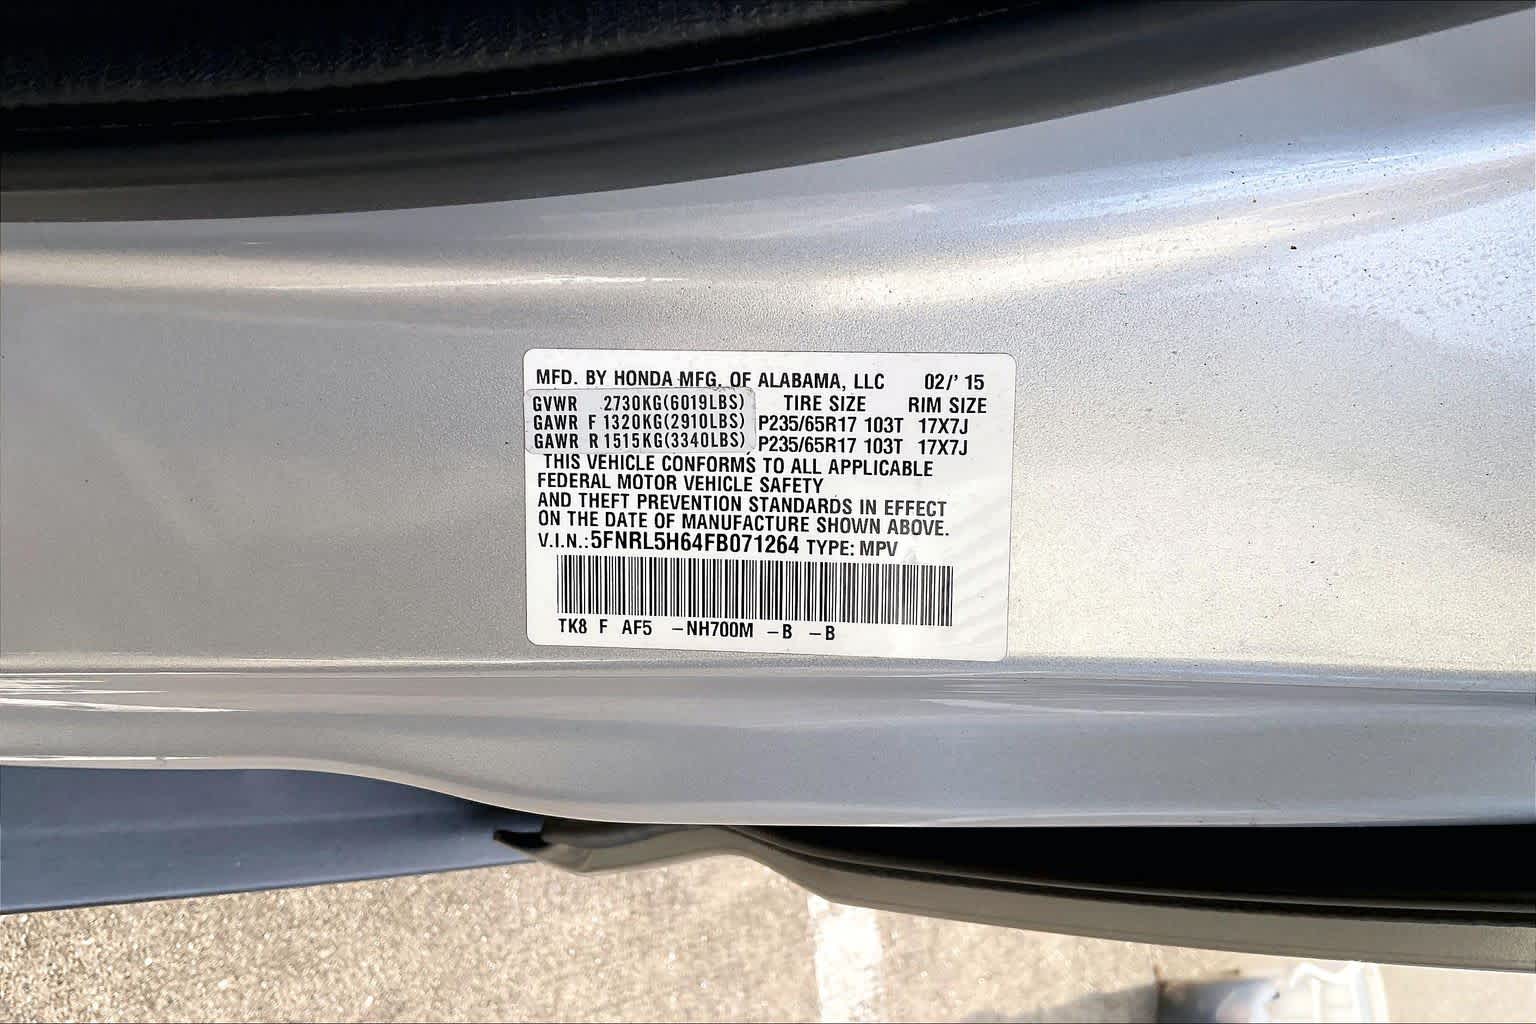 MFD. BY HONDA MFG. OF ALABAMA, LLC 02/' 15
GVWR 2730KG(6019LBS) TIRE SIZE RIM SIZE
GAWR F 1320KG(2910LBS) P235/65R17 103T 17X7J
GAWR R 1515KG(3340LBS) P235/65R17 103T 17X7J
THIS VEHICLE CONFORMS TO ALL APPLICABLE
FEDERAL MOTOR VEHICLE SAFETY
AND THEFT PREVENTION STANDARDS IN EFFECT
ON THE DATE OF MANUFACTURE SHOWN ABOVE.
V.I.N.:5FNRL5H64FB071264 TYPE: MPV
TK8 F AF5 -NH700M -B -B